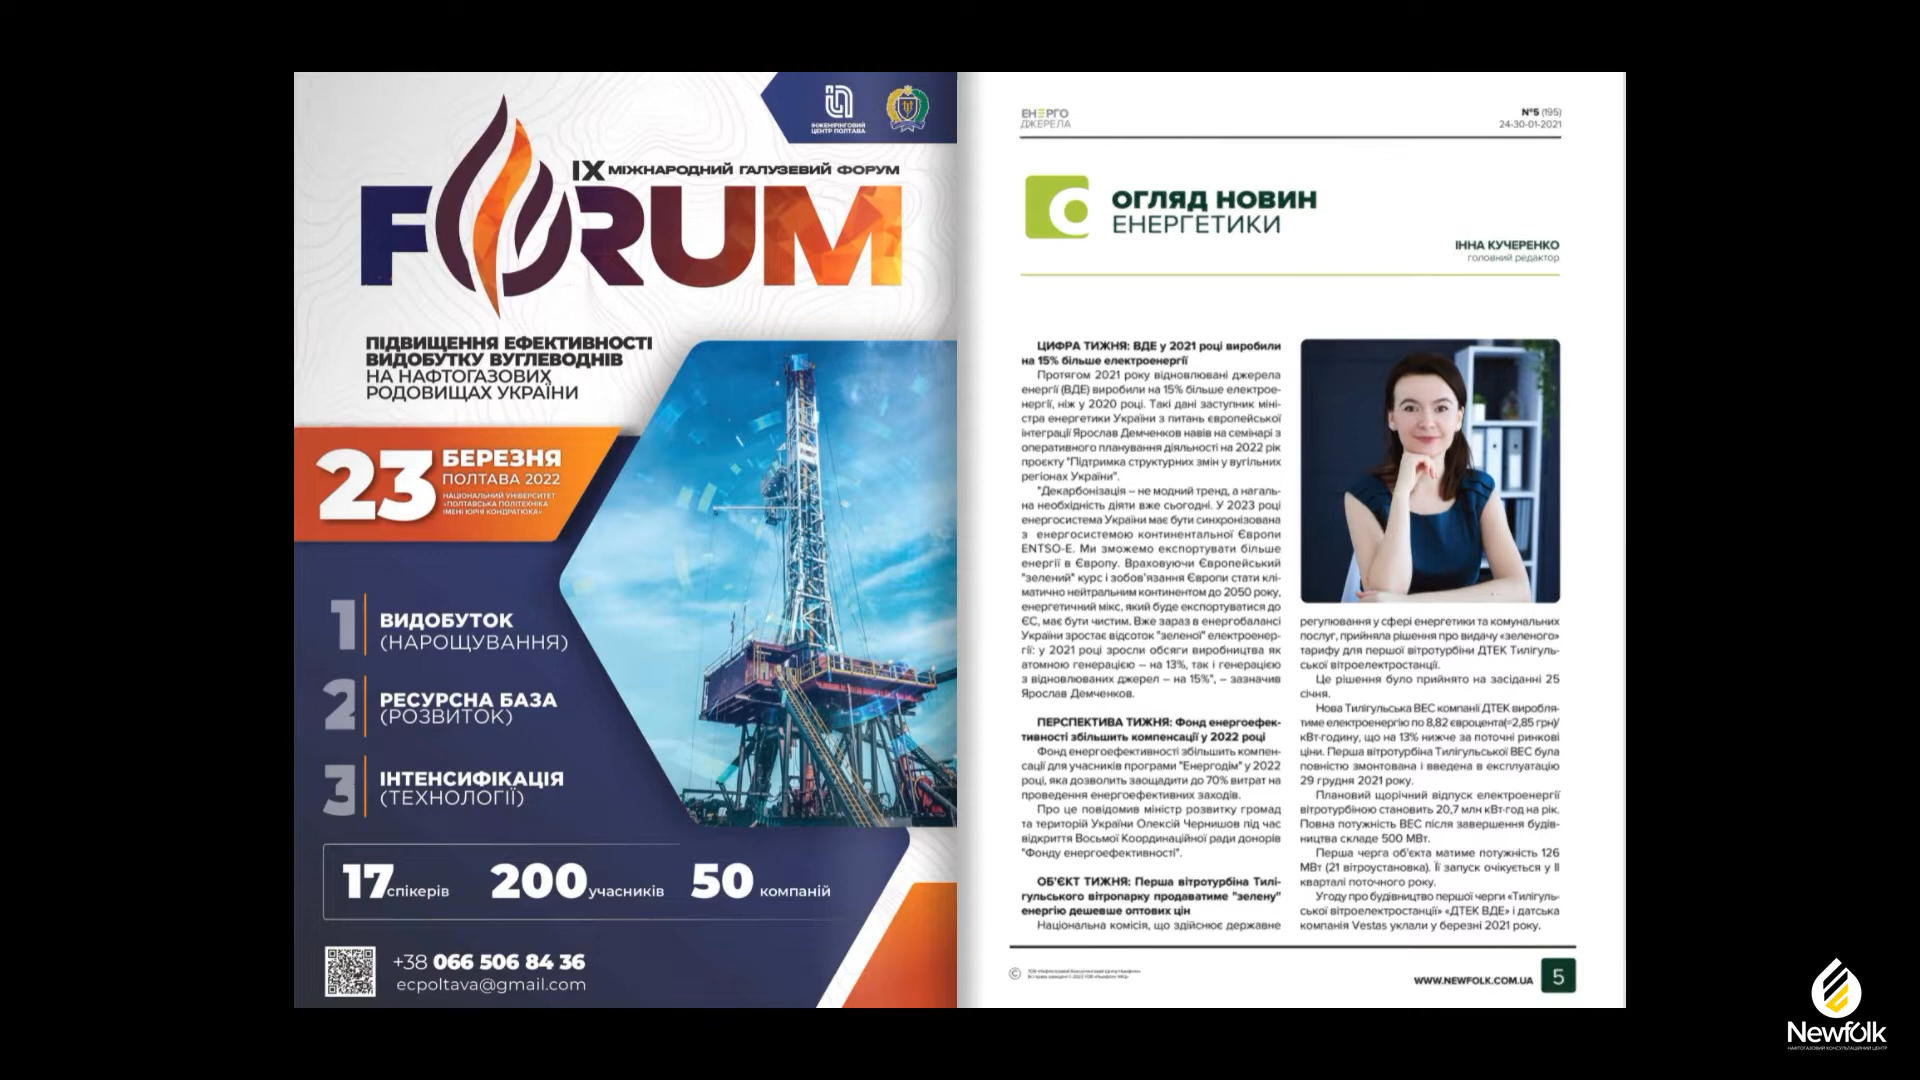 ІНЖЕНІРІНГОВИЙ
ЦЕНТР ПОЛТАВА
IX МІЖНАРОДНИЙ ГАЛУЗЕВИЙ ФОРУМ
FORUM
ПІДВИЩЕННЯ ЕФЕКТИВНОСТІ
ВИДОБУТКУ ВУГЛЕВОДНІВ
НА НАФТОГАЗОВИХ
РОДОВИЩАХ УКРАЇНИ
23 БЕРЕЗНЯ
ПОЛТАВА 2022
НАЦІОНАЛЬНИЙ УНІВЕРСИТЕТ
«ПОЛТАВСЬКА ПОЛІТЕХНІКА
ІМЕНІ ЮРІЯ КОНДРАТЮКА»
1 ВИДОБУТОК
(НАРОЩУВАННЯ)
2 РЕСУРСНА БАЗА
(РОЗВИТОК)
3 ІНТЕНСИФІКАЦІЯ
(ТЕХНОЛОГІЇ)
17 спікерів 200 учасників 50 компаній
+38 066 506 84 36
ecpoltava@gmail.com
ЕНЕРГО
ДЖЕРЕЛА
№5 (195)
24-30-01-2021
ОГЛЯД НОВИН
ЕНЕРГЕТИКИ
ІННА КУЧЕРЕНКО
головний редактор
ЦИФРА ТИЖНЯ: ВДЕ у 2021 році виробили
на 15% більше електроенергії
Протягом 2021 року відновлювані джерела
енергії (ВДЕ) виробили на 15% більше електрое-
нергії, ніж у 2020 році. Такі дані заступник міні-
стра енергетики України з питань європейської
інтеграції Ярослав Демченков навів на семінарі з
оперативного планування діяльності на 2022 рік
проєкту "Підтримка структурних змін у вугільних
регіонах України".
"Декарбонізація – не модний тренд, а нагаль-
на необхідність діяти вже сьогодні. У 2023 році
енергосистема України має бути синхронізована
з енергосистемою континентальної Європи
ENTSO-E. Ми зможемо експортувати більше
енергії в Європу. Враховуючи Європейський
"зелений" курс і зобов'язання Європи стати клі-
матично нейтральним континентом до 2050 року,
енергетичний мікс, який буде експортуватися до
ЄС, має бути чистим. Вже зараз в енергобалансі
України зростає відсоток "зеленої" електроенер-
гії: у 2021 році зросли обсяги виробництва як
атомною генерацією – на 13%, так і генерацією
з відновлюваних джерел – на 15%", – зазначив
Ярослав Демченков.
ПЕРСПЕКТИВА ТИЖНЯ: Фонд енергоефек-
тивності збільшить компенсації у 2022 році
Фонд енергоефективності збільшить компен-
сації для учасників програми "Енергодім" у 2022
році, яка дозволить заощадити до 70% витрат на
проведення енергоефективних заходів.
Про це повідомив міністр розвитку громад
та територій України Олексій Чернишов під час
відкриття Восьмої Координаційної ради донорів
"Фонду енергоефективності".
ОБ'ЄКТ ТИЖНЯ: Перша вітротурбіна Тилі-
гульського вітропарку продаватиме "зелену"
енергію дешевше оптових цін
Національна комісія, що здійснює державне
регулювання у сфері енергетики та комунальних
послуг, прийняла рішення про видачу «зеленого»
тарифу для першої вітротурбіни ДТЕК Тилігуль-
ської вітроелектростанції.
Це рішення було прийнято на засіданні 25
січня.
Нова Тилігульська ВЕС компанії ДТЕК виробля-
тиме електроенергію по 8,82 євроцента(=2,85 грн)/
кВт·годину, що на 13% нижче за поточні ринкові
ціни. Перша вітротурбіна Тилігульської ВЕС була
повністю змонтована і введена в експлуатацію
29 грудня 2021 року.
Плановий щорічний відпуск електроенергії
вітротурбіною становить 20,7 млн кВт·год на рік.
Повна потужність ВЕС після завершення будів-
ництва складе 500 МВт.
Перша черга об'єкта матиме потужність 126
МВт (21 вітроустановка). Її запуск очікується у II
кварталі поточного року.
Угоду про будівництво першої черги «Тилігуль-
ської вітроелектростанції» «ДТЕК ВДЕ» і датська
компанія Vestas уклали у березні 2021 року.
WWW.NEWFOLK.COM.UA 5
Newfolk
НАФТОГАЗОВИЙ КОНСУЛЬТАЦІЙНИЙ ЦЕНТР